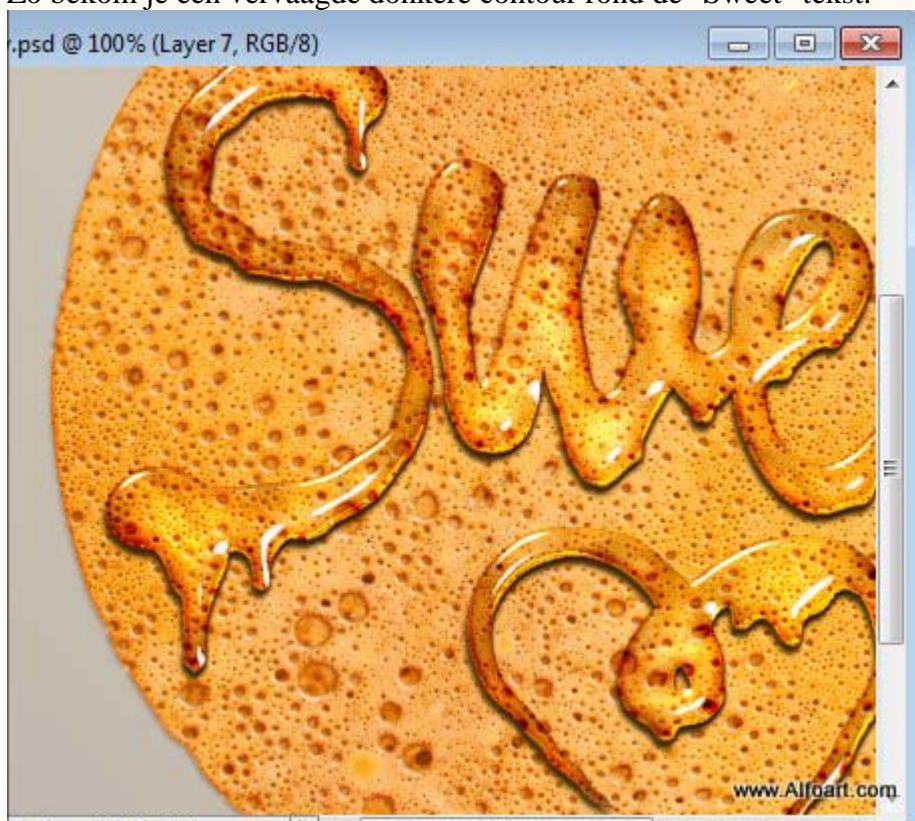 Zo bekom je een vervaagde donkere contour rond de "Sweet" tekst.
.psd @ 100% (Layer 7, RGB/8)
Swe
www.Alfoart.com